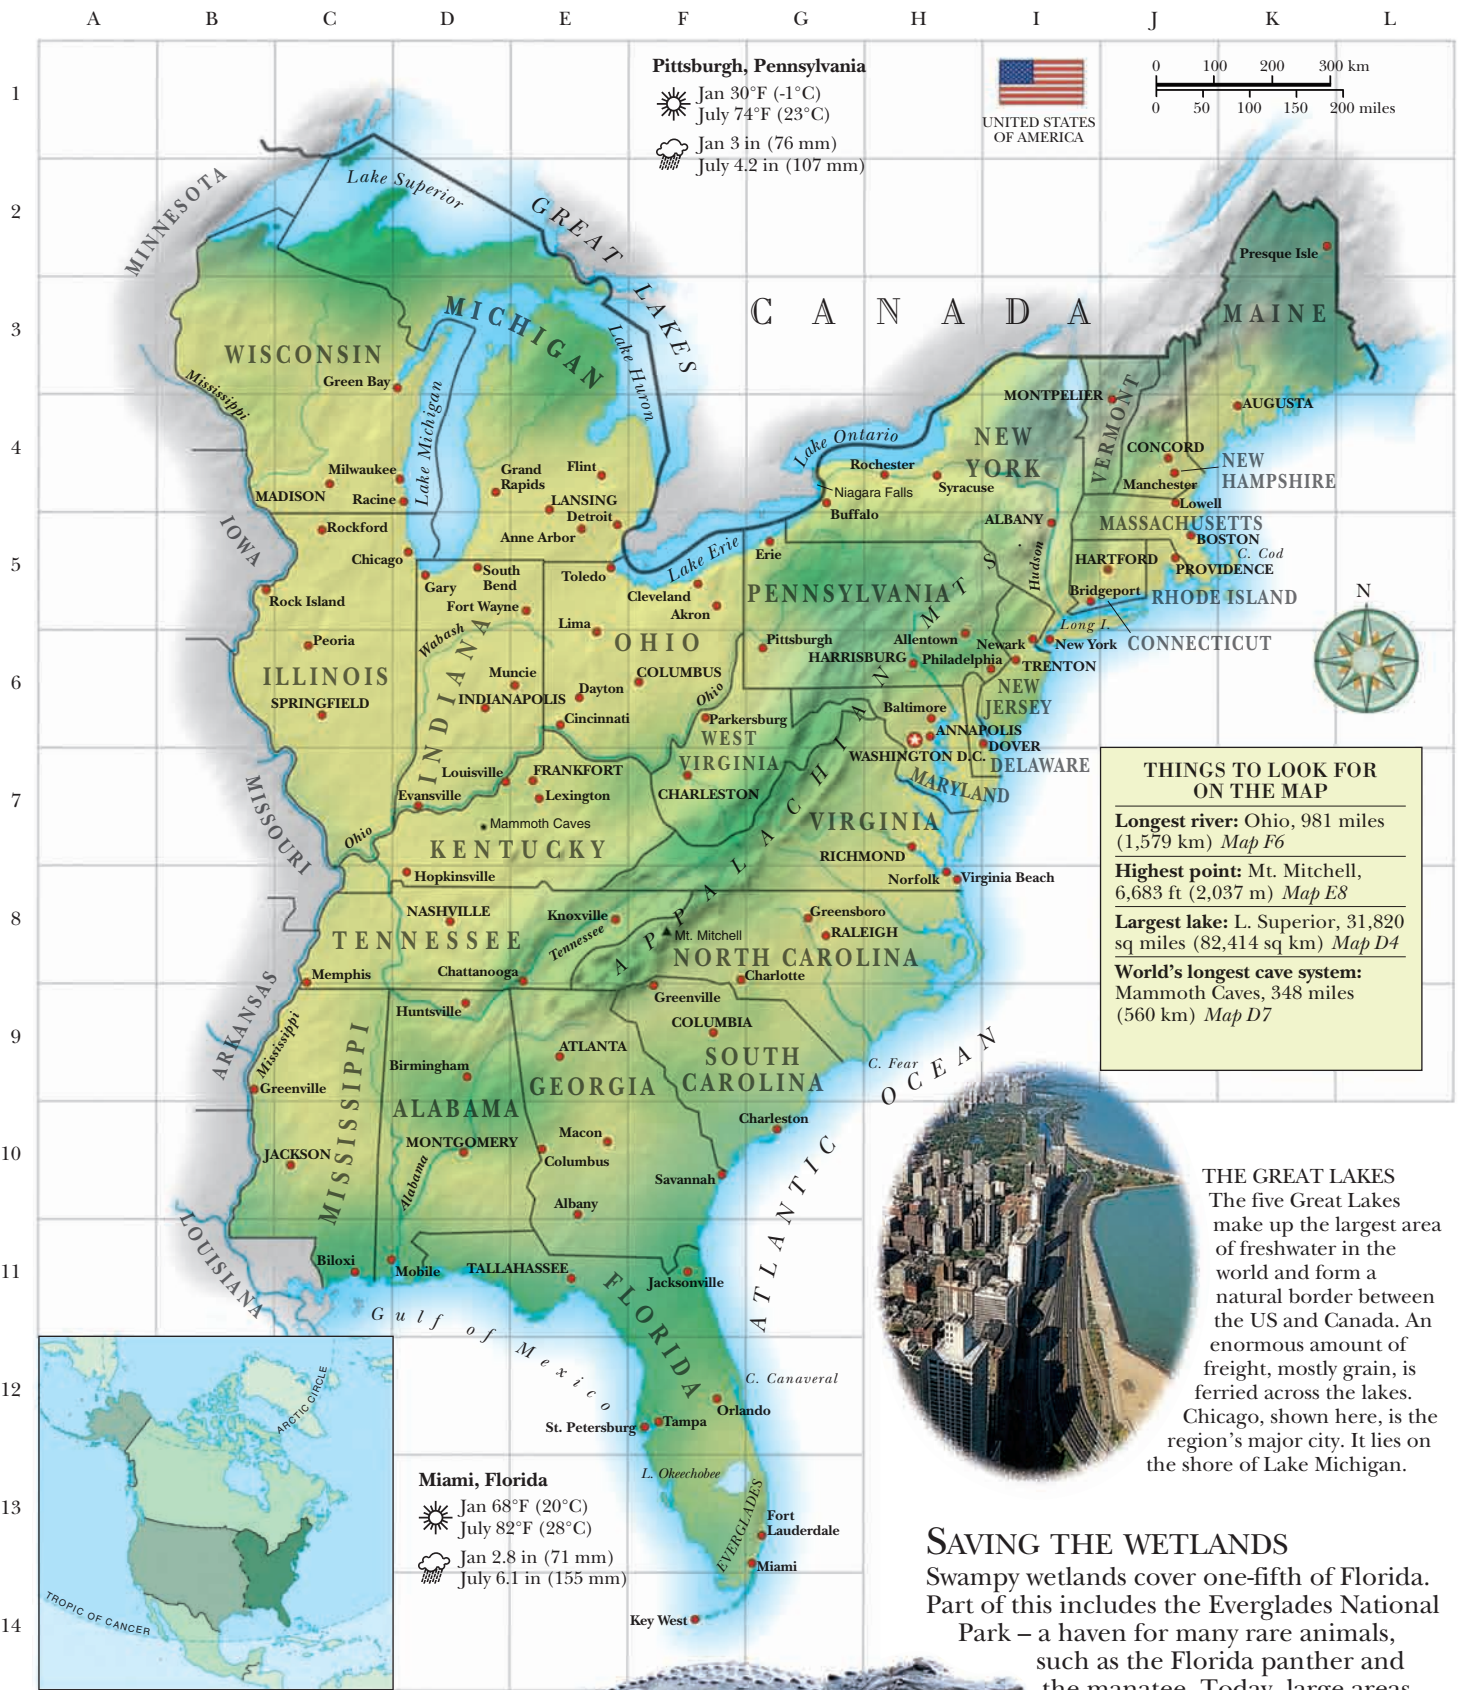 A B C D E F G H I J K L
1
2
3
4
5
6
7
8
9
10
11
12
13
14
Pittsburgh, Pennsylvania
Jan 30°F (-1°C)
July 74°F (23°C)
Jan 3 in (76 mm)
July 4.2 in (107 mm)
UNITED STATES
OF AMERICA
0 100 200 300 km
0 50 100 150 200 miles
MINNESOTA
Lake Superior
GREAT LAKES
CANADA
Presque Isle
MAINE
MICHIGAN
WISCONSIN
Green Bay
Mississippi
Lake Michigan
Lake Huron
MONTPELIER
VERMONT
AUGUSTA
Lake Ontario
NEW
YORK
CONCORD
NEW
HAMPSHIRE
Manchester
Milwaukee
MADISON
Racine
Grand
Rapids
Flint
LANSING
Detroit
Ann Arbor
Rochester
Niagara Falls
Syracuse
Buffalo
Lowell
ALBANY
MASSACHUSETTS
BOSTON
C. Cod
IOWA
Rockford
Chicago
Gary
South
Bend
Toledo
Lake Erie
Erie
Hudson
HARTFORD
PROVIDENCE
Rock Island
Fort Wayne
Cleveland
Akron
PENNSYLVANIA
Bridgeport
RHODE ISLAND
N
Peoria
Wabash
Lima
OHIO
Pittsburgh
Allentown
Newark
New York
Long I.
CONNECTICUT
HARRISBURG
Philadelphia
TRENTON
ILLINOIS
INDIANA
Muncie
COLUMBUS
SPRINGFIELD
INDIANAPOLIS
Dayton
Ohio
NEW
JERSEY
Cincinnati
Parkersburg
Baltimore
ANNAPOLIS
DOVER
WEST
VIRGINIA
WASHINGTON D.C.
DELAWARE
MARYLAND
MISSOURI
Louisville
FRANKFORT
Evansville
Lexington
CHARLESTON
APPALACHIAN MTS.
Mammoth Caves
VIRGINIA
Ohio
KENTUCKY
RICHMOND
Hopkinsville
Norfolk
Virginia Beach
NASHVILLE
Knoxville
Greensboro
RALEIGH
TENNESSEE
Tennessee
Mt. Mitchell
NORTH CAROLINA
Memphis
Chattanooga
Charlotte
ARKANSAS
Mississippi
Huntsville
Greenville
COLUMBIA
Birmingham
ATLANTA
SOUTH
CAROLINA
C. Fear
Greenville
MISSISSIPPI
ALABAMA
GEORGIA
ATLANTIC OCEAN
Charleston
JACKSON
MONTGOMERY
Macon
Columbus
Alabama
Savannah
Albany
LOUISIANA
Biloxi
Mobile
TALLAHASSEE
Jacksonville
FLORIDA
Gulf of Mexico
C. Canaveral
Orlando
St. Petersburg
Tampa
L. Okeechobee
EVERGLADES
Fort
Lauderdale
Miami
Key West
THINGS TO LOOK FOR
ON THE MAP
Longest river: Ohio, 981 miles
(1,579 km) Map F6
Highest point: Mt. Mitchell,
6,683 ft (2,037 m) Map E8
Largest lake: L. Superior, 31,820
sq miles (82,414 sq km) Map D4
World's longest cave system:
Mammoth Caves, 348 miles
(560 km) Map D7
THE GREAT LAKES
The five Great Lakes
make up the largest area
of freshwater in the
world and form a
natural border between
the US and Canada. An
enormous amount of
freight, mostly grain, is
ferried across the lakes.
Chicago, shown here, is the
region's major city. It lies on
the shore of Lake Michigan.
ARCTIC CIRCLE
TROPIC OF CANCER
Miami, Florida
Jan 68°F (20°C)
July 82°F (28°C)
Jan 2.8 in (71 mm)
July 6.1 in (155 mm)
SAVING THE WETLANDS
Swampy wetlands cover one-fifth of Florida.
Part of this includes the Everglades National
Park – a haven for many rare animals,
such as the Florida panther and
the manatee. Today, large areas